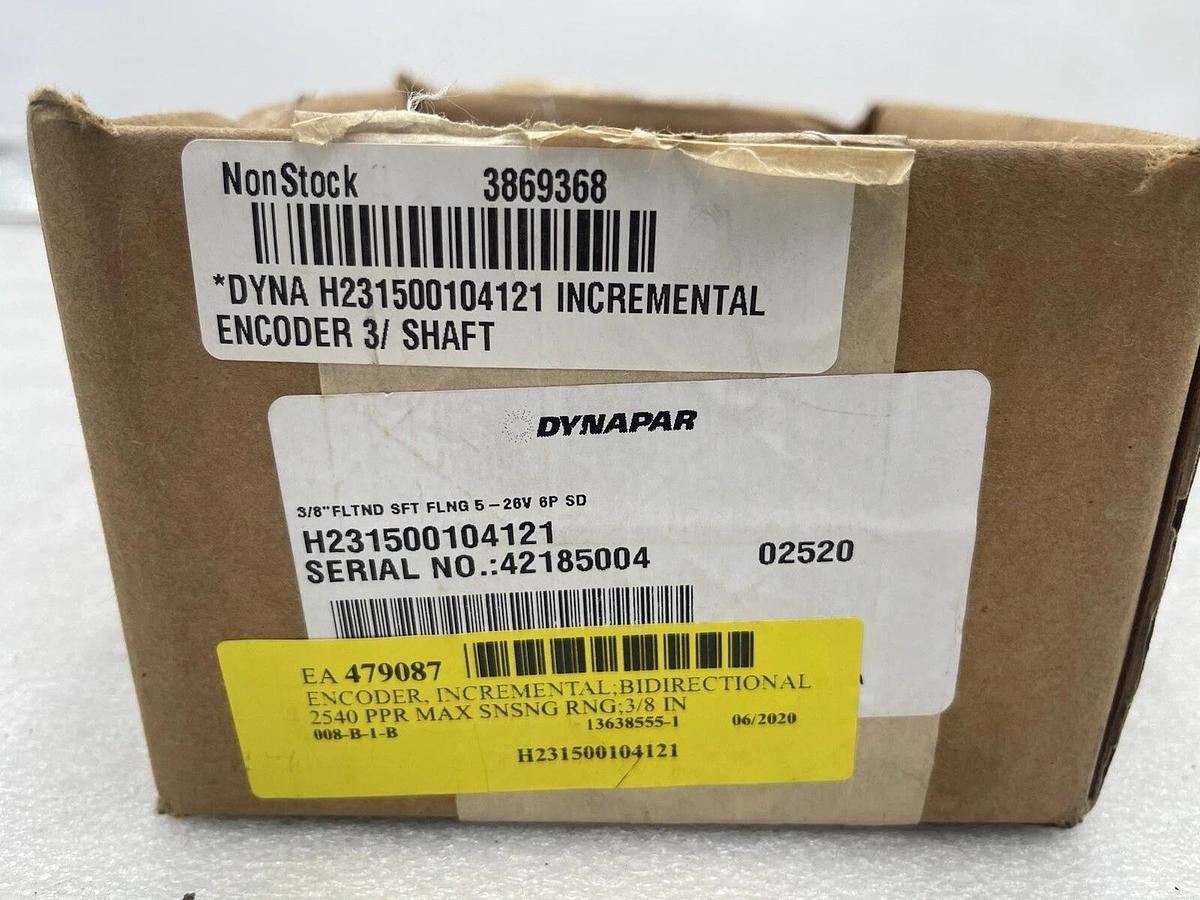 NonStock 3869368
*DYNA H231500104121 INCREMENTAL
ENCODER 3/ SHAFT
DYNAPAR
3/8"FLTND SFT FLNG 5-26V 6P SD
H231500104121
SERIAL NO.:42185004 02520
EA 479087
ENCODER, INCREMENTAL;BIDIRECTIONAL
2540 PPR MAX SNSNG RNG;3/8 IN
13638555-1 06/2020
008-B-1-B
H231500104121